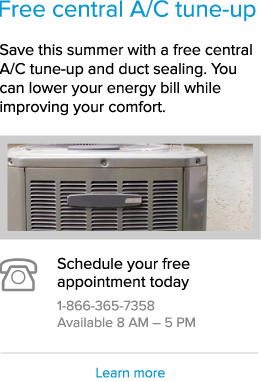 Free central A/C tune-up
Save this summer with a free central
A/C tune-up and duct sealing. You
can lower your energy bill while
improving your comfort.
Schedule your free
appointment today
1-866-365-7358
Available 8 AM – 5 PM
Learn more